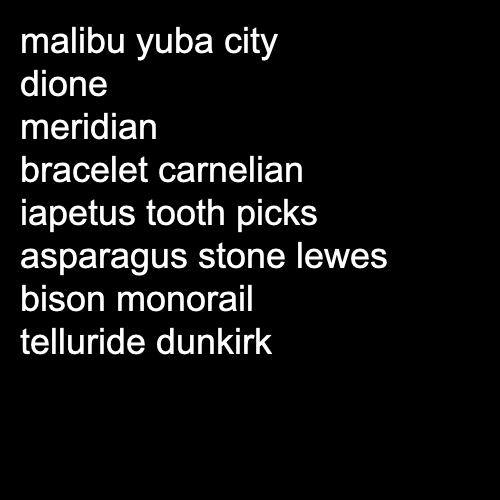 malibu yuba city
dione
meridian
bracelet carnelian
iapetus tooth picks
asparagus stone lewes
bison monorail
telluride dunkirk